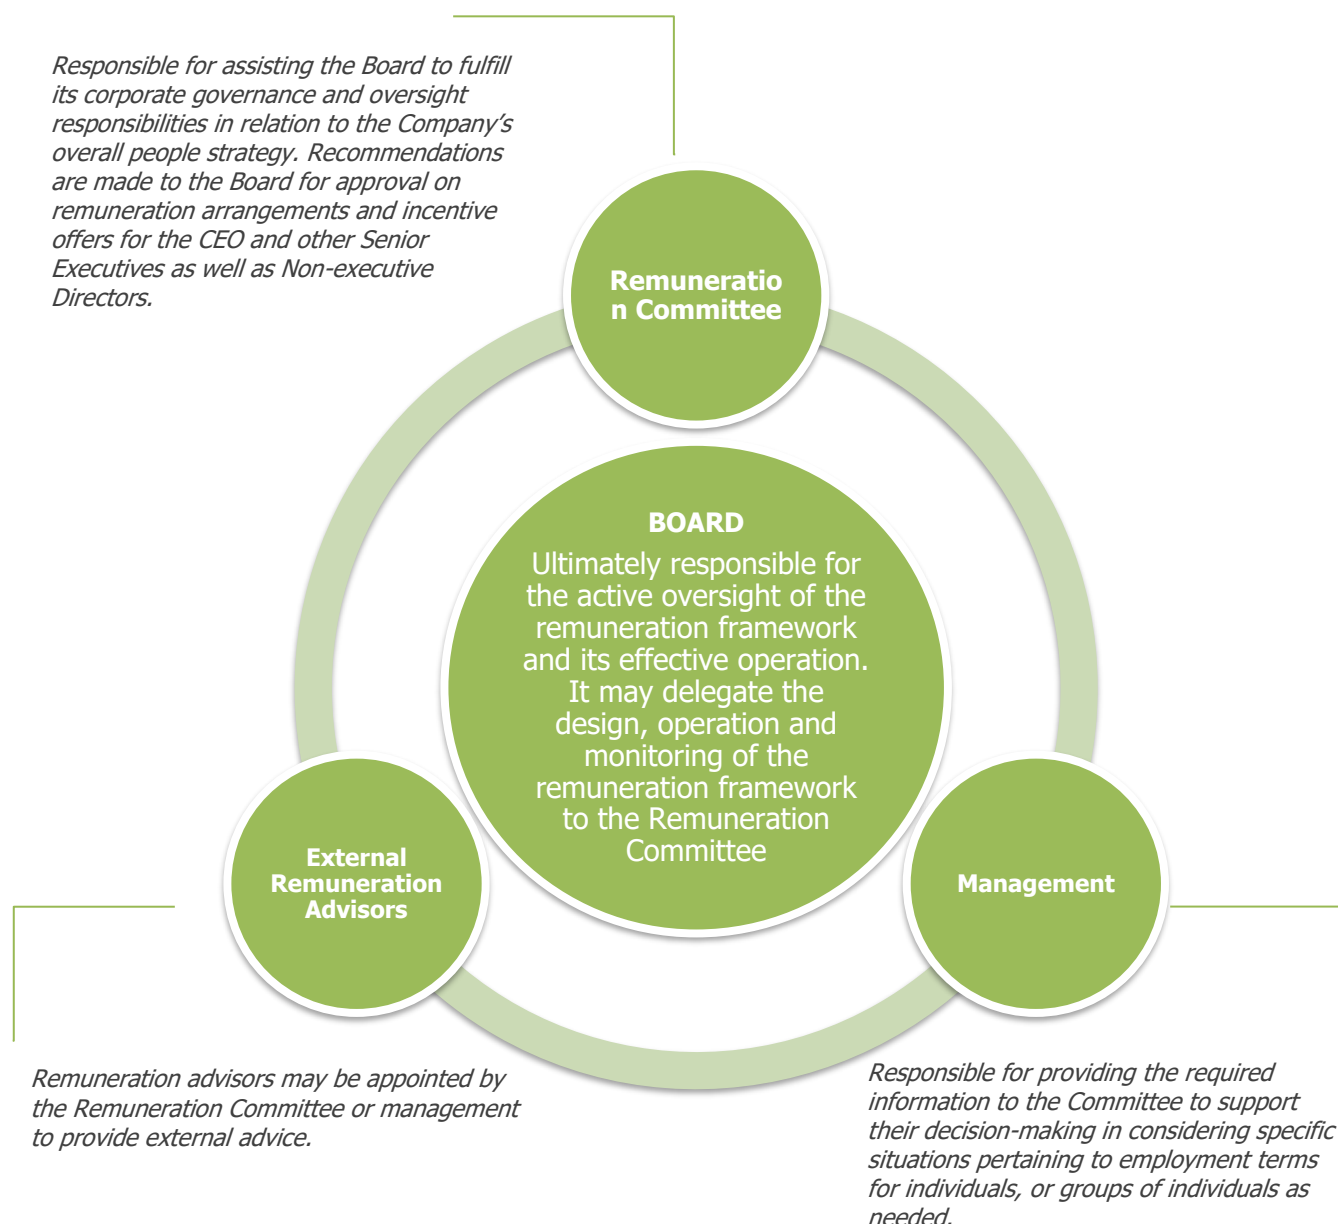 Responsible for assisting the Board to fulfill
its corporate governance and oversight
responsibilities in relation to the Company’s
overall people strategy. Recommendations
are made to the Board for approval on
remuneration arrangements and incentive
offers for the CEO and other Senior
Executives as well as Non-executive
Directors.
Remuneratio
n Committee
BOARD
Ultimately responsible for
the active oversight of the
remuneration framework
and its effective operation.
It may delegate the
design, operation and
monitoring of the
remuneration framework
to the Remuneration
Committee
External
Remuneration
Advisors
Management
Remuneration advisors may be appointed by
the Remuneration Committee or management
to provide external advice.
Responsible for providing the required
information to the Committee to support
their decision-making in considering specific
situations pertaining to employment terms
for individuals, or groups of individuals as
needed.